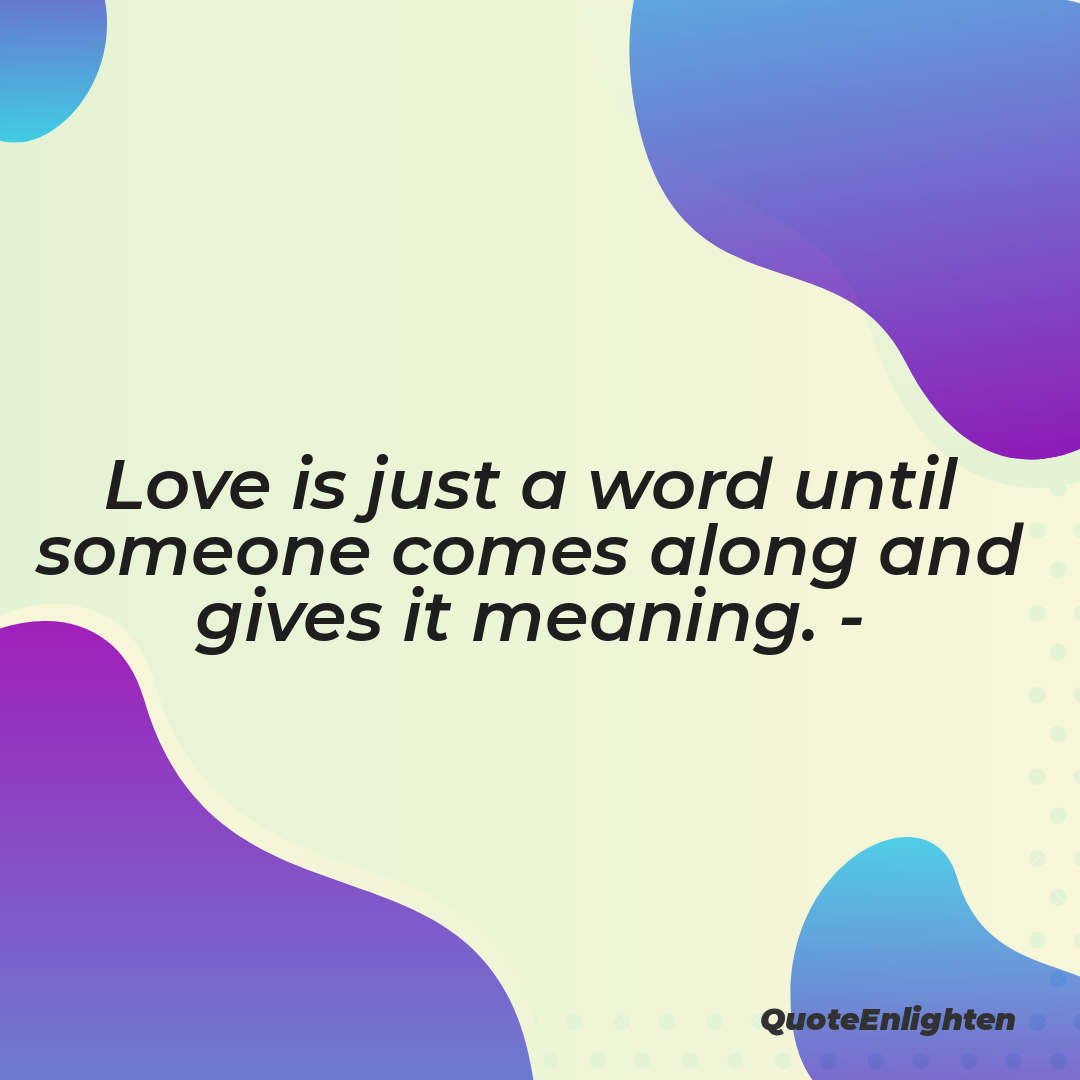 Love is just a word until
someone comes along and
gives it meaning. -
QuoteEnlighten